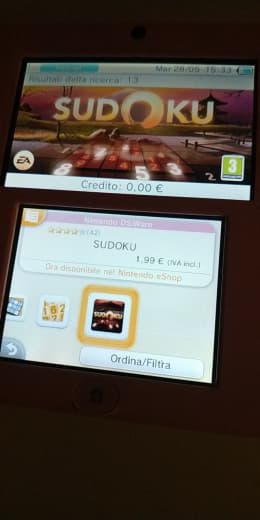 Mar 28/05 15:33
Risultati della ricerca: 13
SUDOKU
EA
3
Credito: 0,00 €
Nintendo DSiWare
(42)
SUDOKU
1,99 € (IVA incl.)
Ora disponibile nel Nintendo eShop
SUDOKU
Ordina/Filtra